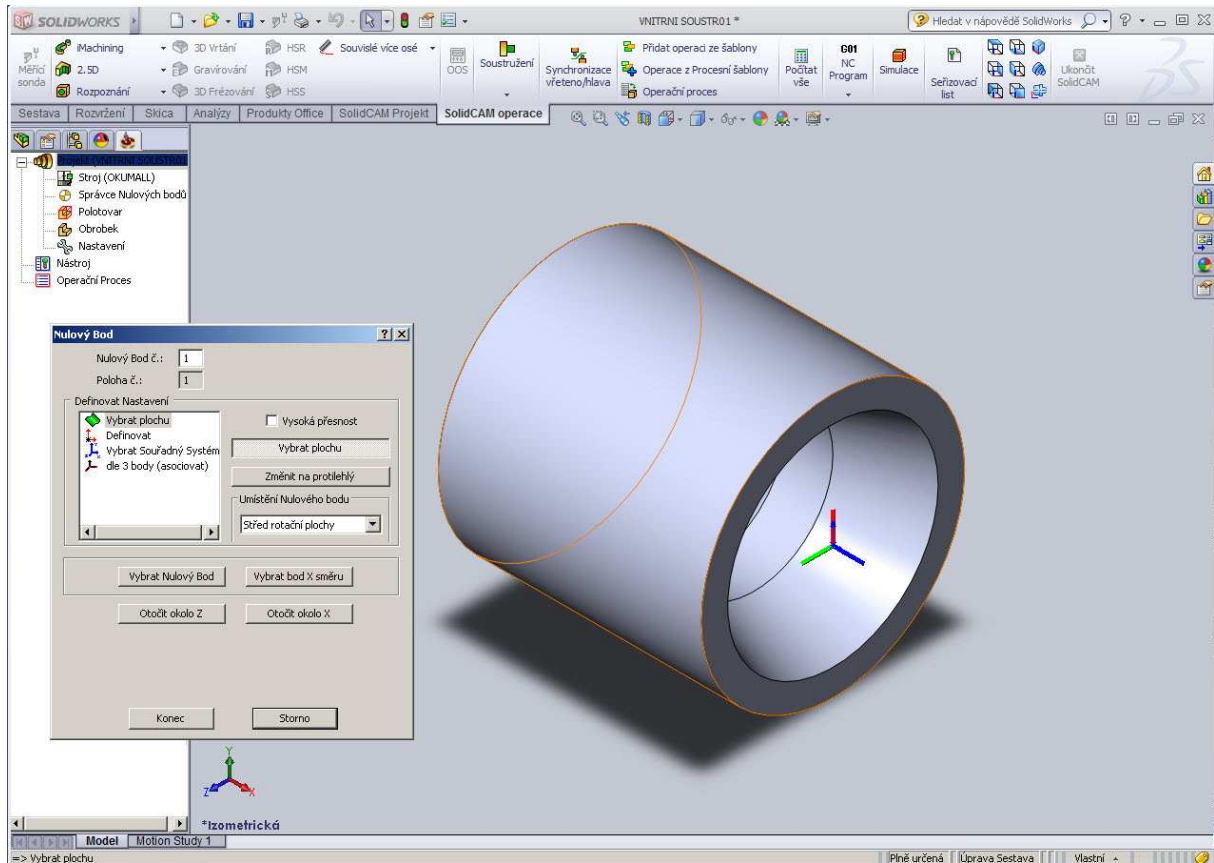 SOLIDWORKS
VNITRNI SOUSTR01 *
Hledat v nápovědě SolidWorks
Měřicí sonda
iMachining
2.5D
Rozpoznání
3D Vrtání
Gravírování
3D Frézování
HSR
HSM
HSS
Souvislé více osé
OOS
Soustružení
Synchronizace vřeteno/hlava
Přidat operaci ze šablony
Operace z Procesní šablony
Operační proces
Počítat vše
G01
NC Program
Simulace
Seřizovací list
Ukončit SolidCAM
Sestava
Rozvržení
Skica
Analýzy
Produkty Office
SolidCAM Projekt
SolidCAM operace
Projekt (VNITRNI SOUSTR01
Stroj (OKUMALL)
Správce Nulových bodů
Polotovar
Obrobek
Nastavení
Nástroj
Operační Proces
Nulový Bod
Nulový Bod č.: 1
Poloha č.: 1
Definovat Nastavení
Vybrat plochu
Definovat
Vybrat Souřadný Systém
dle 3 body (asociovat)
Vysoká přesnost
Vybrat plochu
Změnit na protilehlý
Umístění Nulového bodu
Střed rotační plochy
Vybrat Nulový Bod
Vybrat bod X směru
Otočit okolo Z
Otočit okolo X
Konec
Storno
Y
Z
X
*Izometrická
Model
Motion Study 1
=> Vybrat plochu
Plně určená
Úprava Sestava
Vlastní